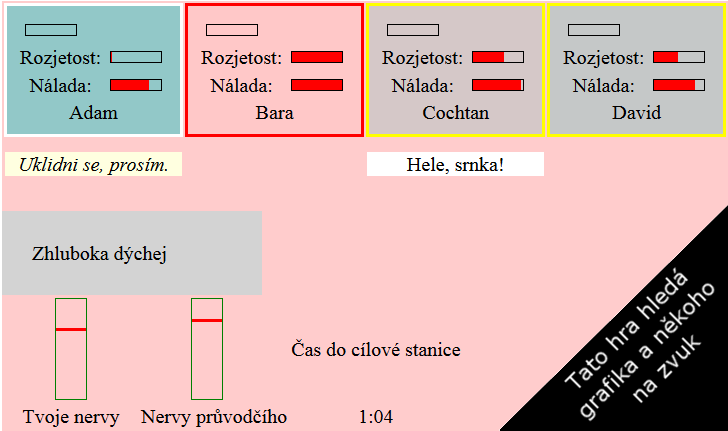 Rozjetost:
Nálada:
Adam
Rozjetost:
Nálada:
Bara
Rozjetost:
Nálada:
Cochtan
Rozjetost:
Nálada:
David
Uklidni se, prosím.
Hele, srnka!
Zhluboka dýchej
Čas do cílové stanice
Tvoje nervy
Nervy průvodčího
1:04
Tato hra hledá
grafika a někoho
na zvuk